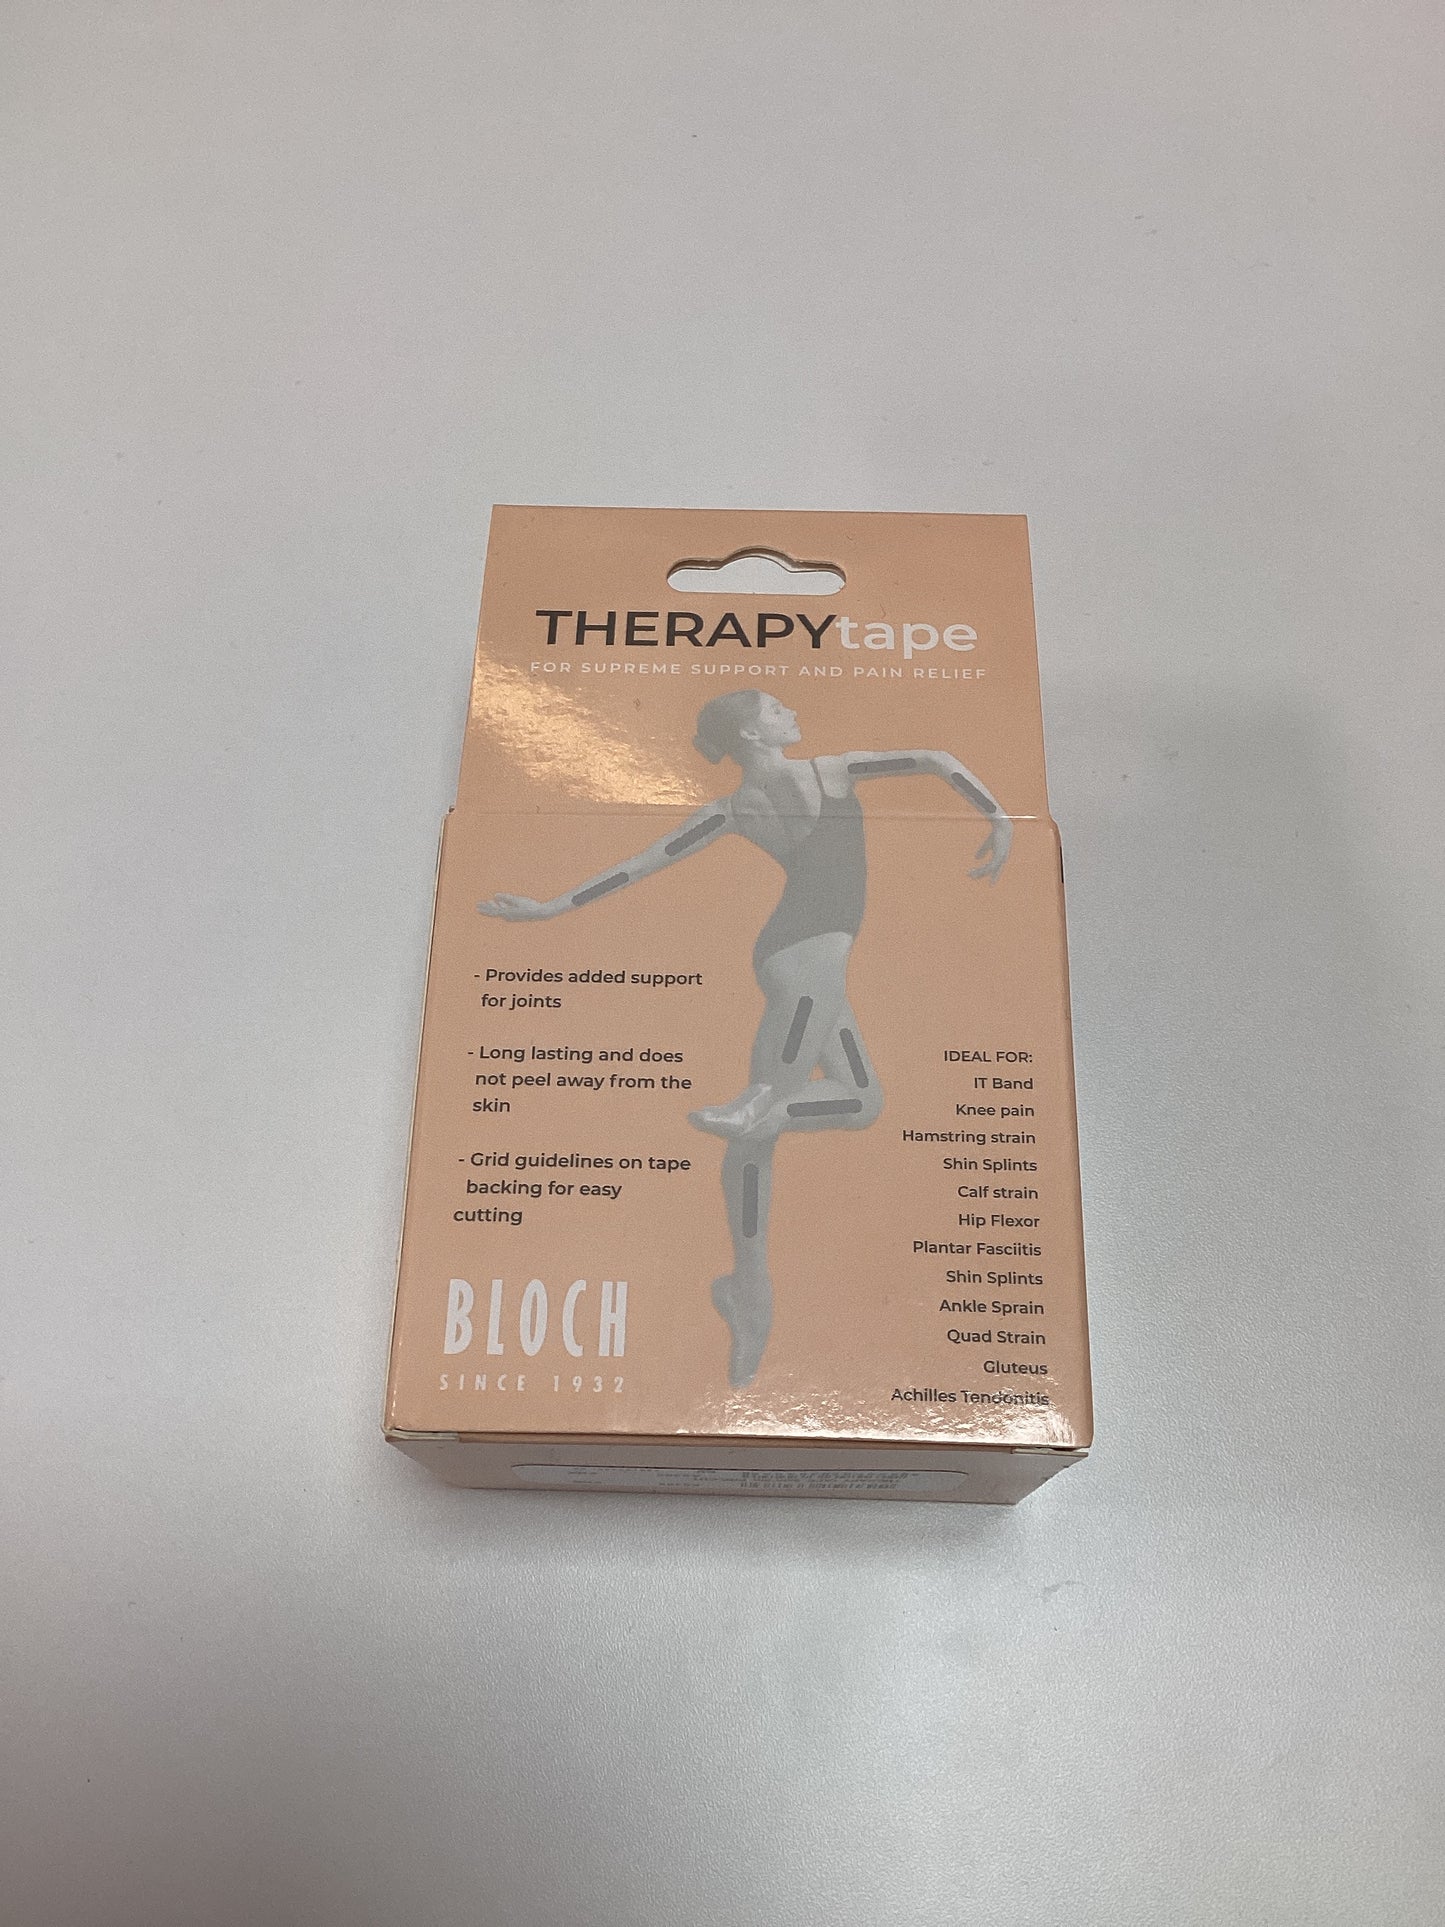 THERAPYtape
FOR SUPREME SUPPORT AND PAIN RELIEF
- Provides added support
for joints
- Long lasting and does
not peel away from the
skin
- Grid guidelines on tape
backing for easy
cutting
BLOCH
SINCE 1932
IDEAL FOR:
IT Band
Knee pain
Hamstring strain
Shin Splints
Calf strain
Hip Flexor
Plantar Fasciitis
Shin Splints
Ankle Sprain
Quad Strain
Gluteus
Achilles Tendonitis